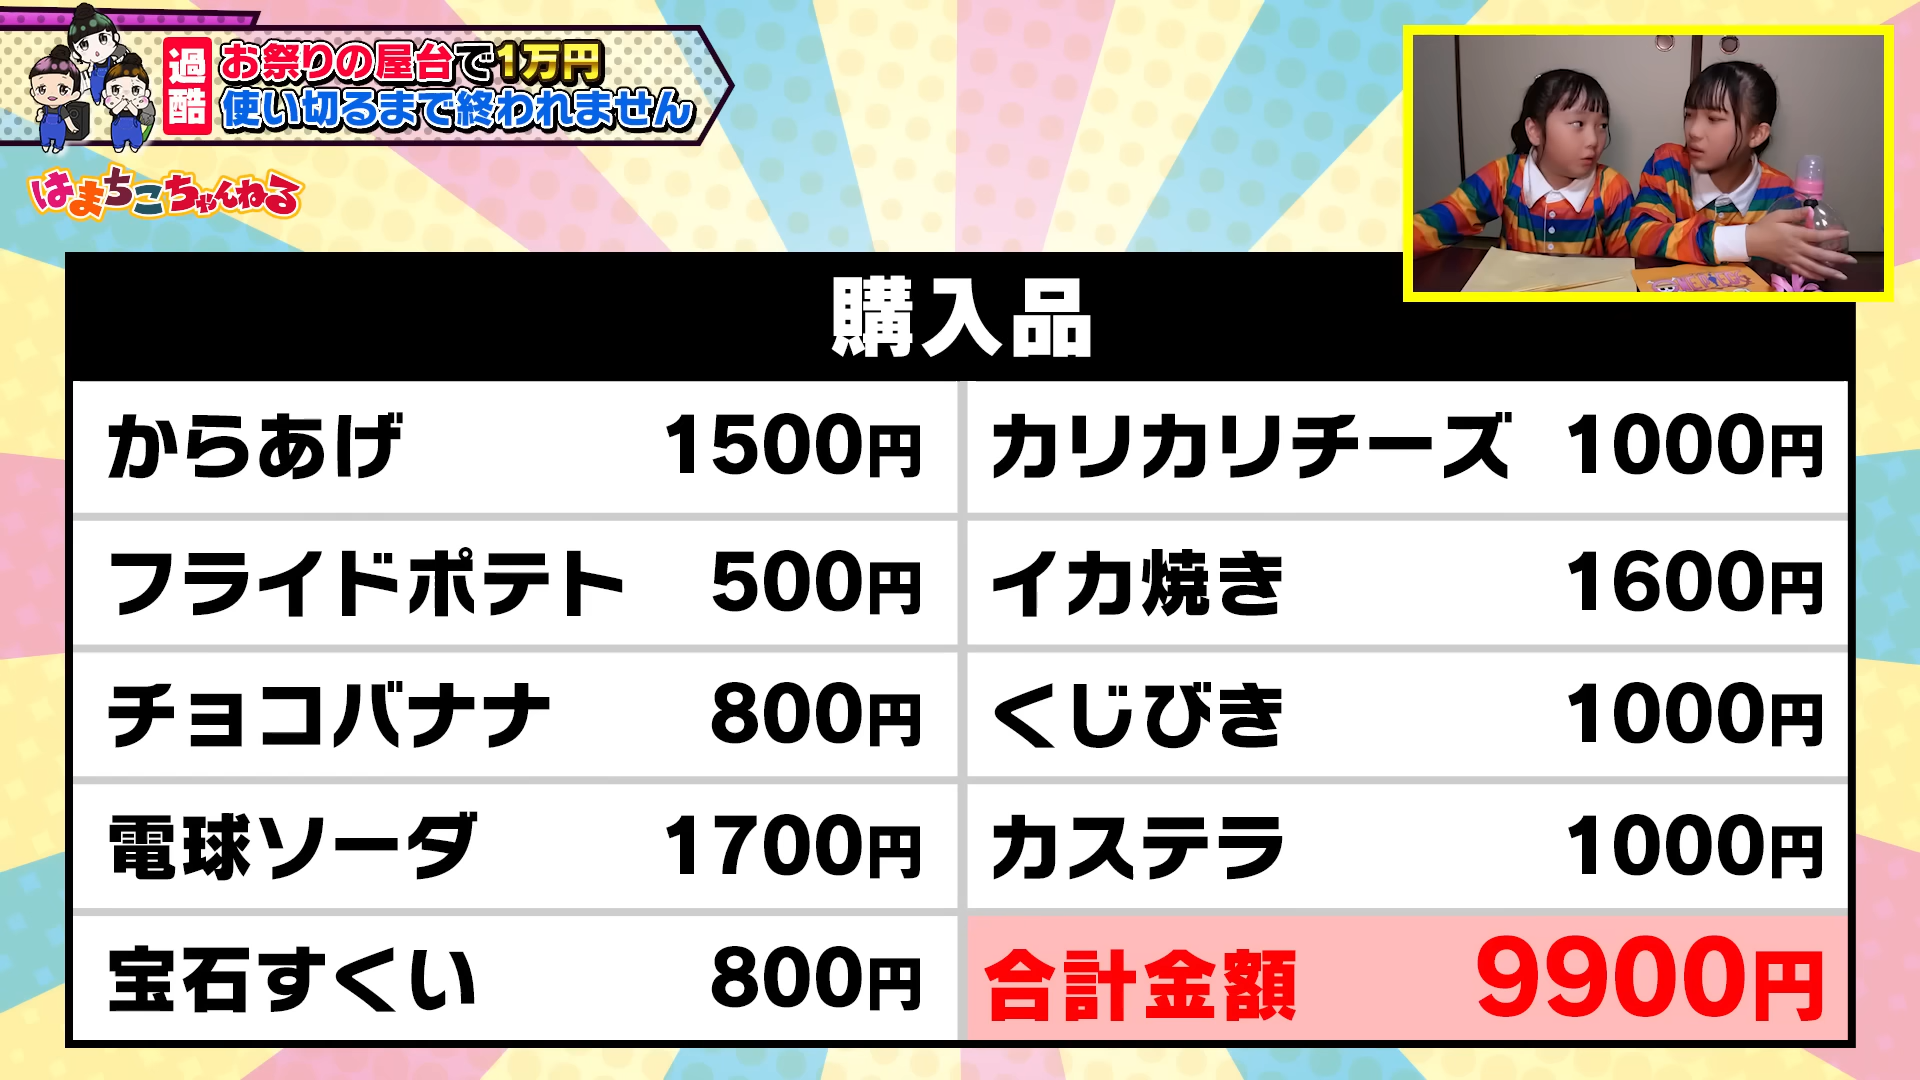 過酷
お祭りの屋台で1万円
使い切るまで終われません
はまちこちゃんねる
購入品
からあげ 1500円
カリカリチーズ 1000円
フライドポテト 500円
イカ焼き 1600円
チョコバナナ 800円
くじびき 1000円
電球ソーダ 1700円
カステラ 1000円
宝石すくい 800円
合計金額 9900円